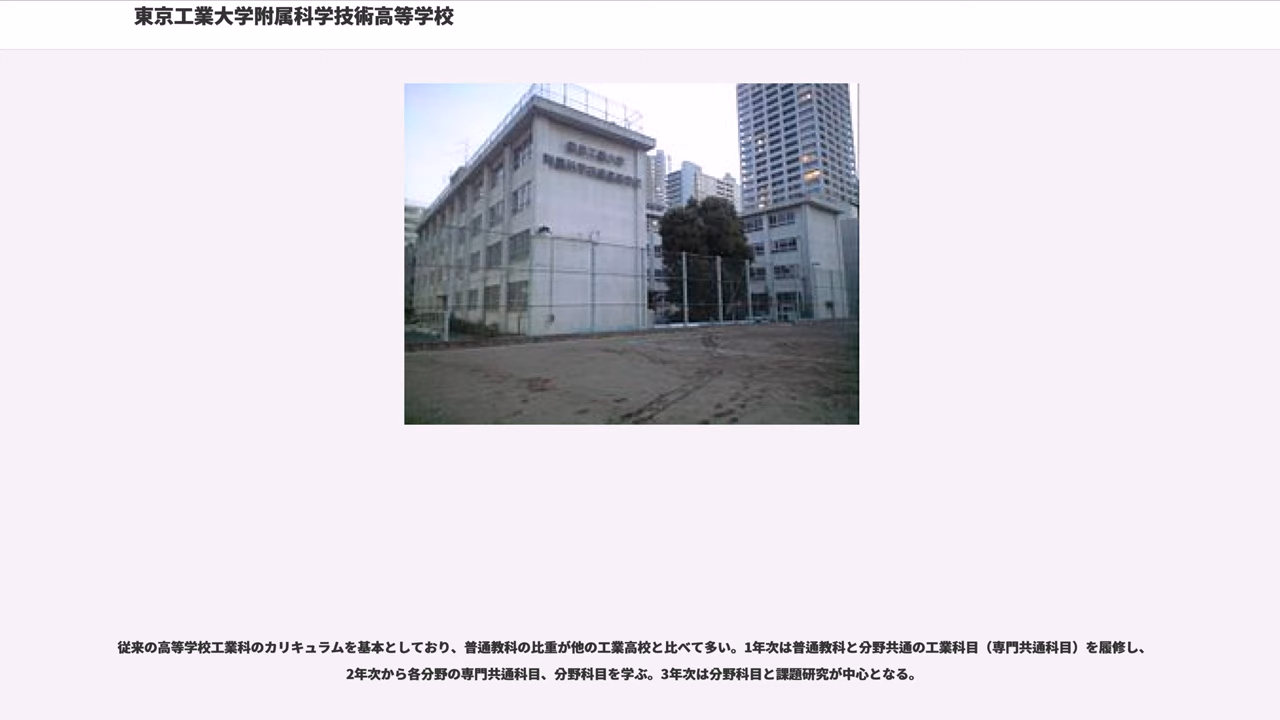 東京工業大学附属科学技術高等学校
従来の高等学校工業科のカリキュラムを基本としており、普通教科の比重が他の工業高校と比べて多い。1年次は普通教科と分野共通の工業科目（専門共通科目）を履修し、
2年次から各分野の専門共通科目、分野科目を学ぶ。3年次は分野科目と課題研究が中心となる。